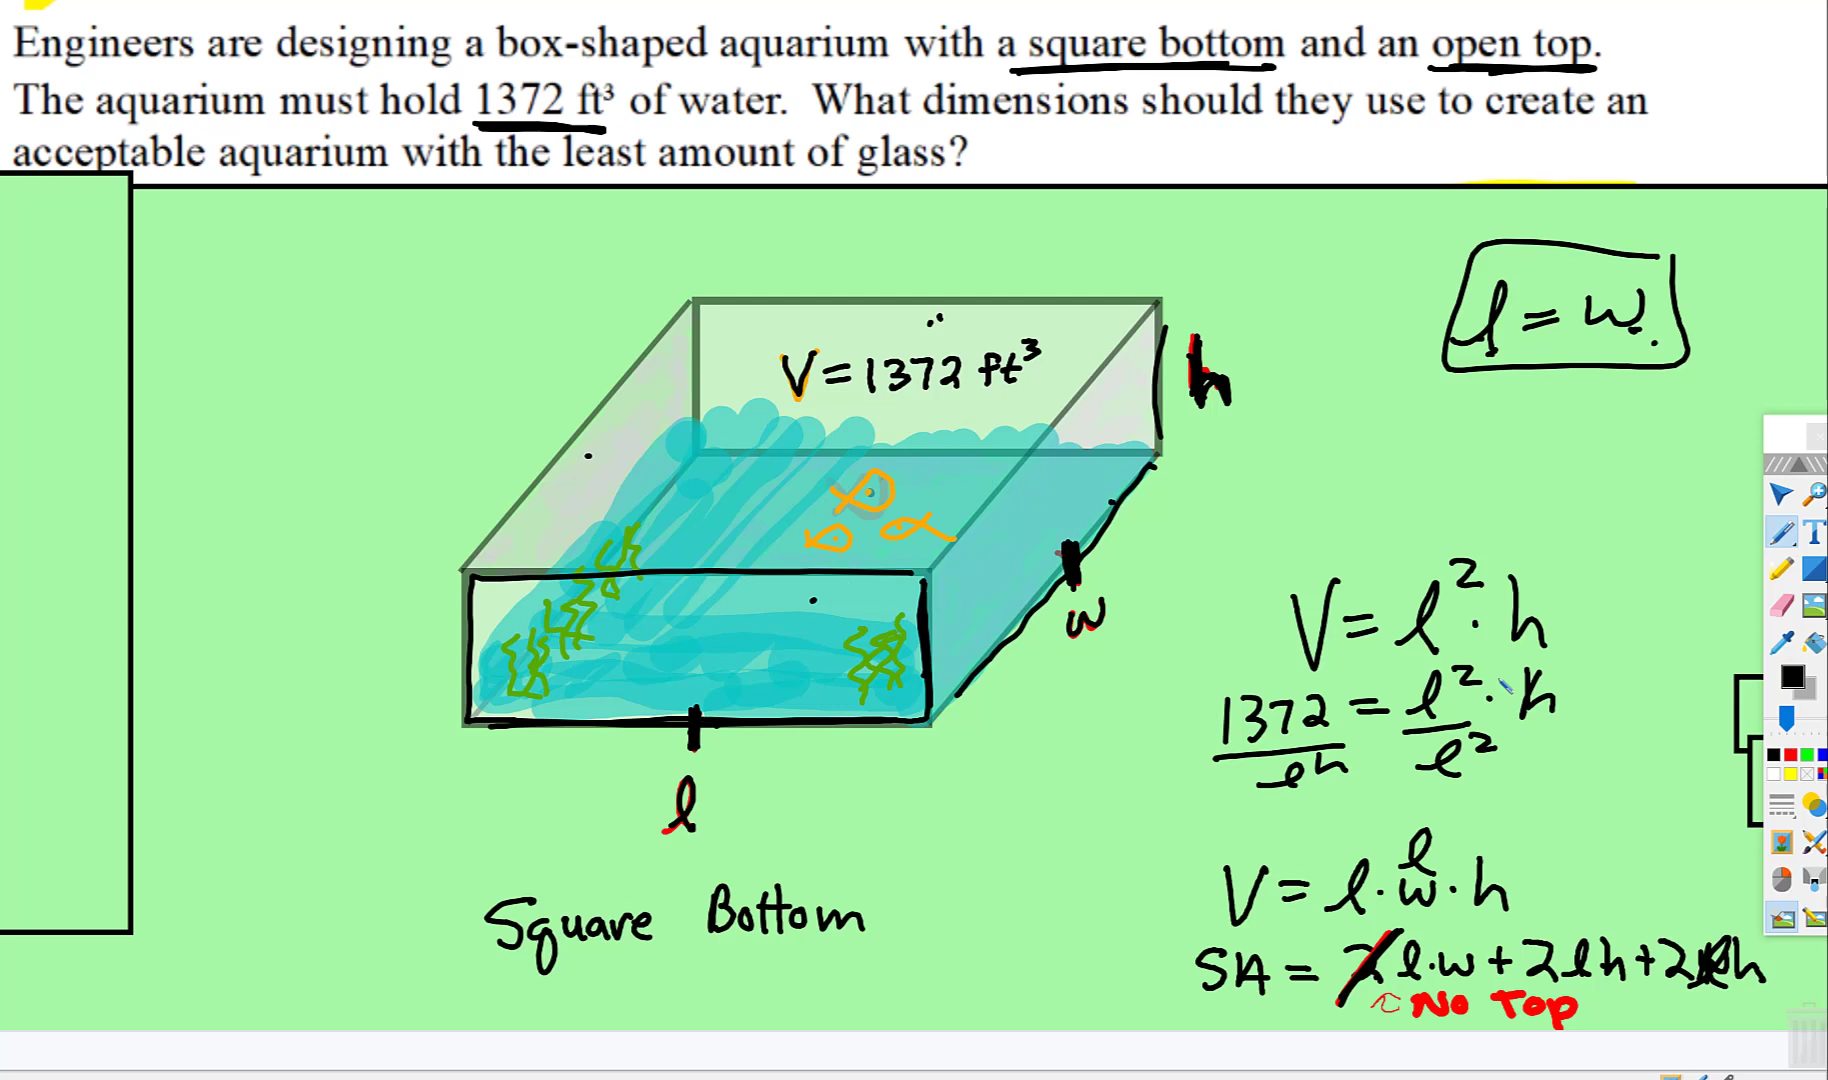 Engineers are designing a box-shaped aquarium with a square bottom and an open top.
The aquarium must hold 1372 ft³ of water. What dimensions should they use to create an
acceptable aquarium with the least amount of glass?
l = w
V = 1372 ft³
h
w
l
V = l² · h
1372 = l² · h
l²
V = l · w · h
l
SA = 2l·w + 2lh + 2lh
No Top
Square Bottom
T